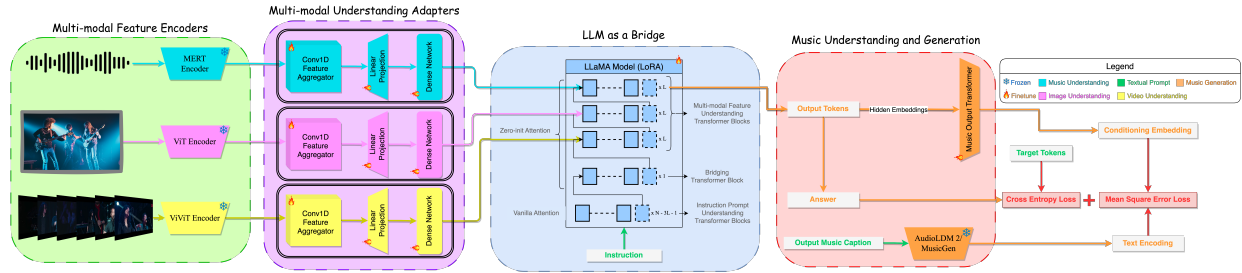 Multi-modal Feature Encoders
MERT
Encoder
ViT Encoder
ViViT Encoder
Multi-modal Understanding Adapters
Conv1D
Feature
Aggregator
Linear
Projection
Dense Network
Conv1D
Feature
Aggregator
Linear
Projection
Dense Network
Conv1D
Feature
Aggregator
Linear
Projection
Dense Network
LLM as a Bridge
LLaMA Model (LoRA)
x L
x L
x L
x 1
x N - 3L - 1
Zero-init Attention
Vanilla Attention
Multi-modal Feature
Understanding
Transformer Blocks
Bridging
Transformer Block
Instruction Prompt
Understanding
Transformer Blocks
Instruction
Music Understanding and Generation
Output Tokens
Hidden Embeddings
Music Output Transformer
Answer
Output Music Caption
AudioLDM 2/
MusicGen
Legend
Frozen
Music Understanding
Textual Prompt
Music Generation
Finetune
Image Understanding
Video Understanding
Conditioning Embedding
Target Tokens
Cross Entropy Loss
+
Mean Square Error Loss
Text Encoding